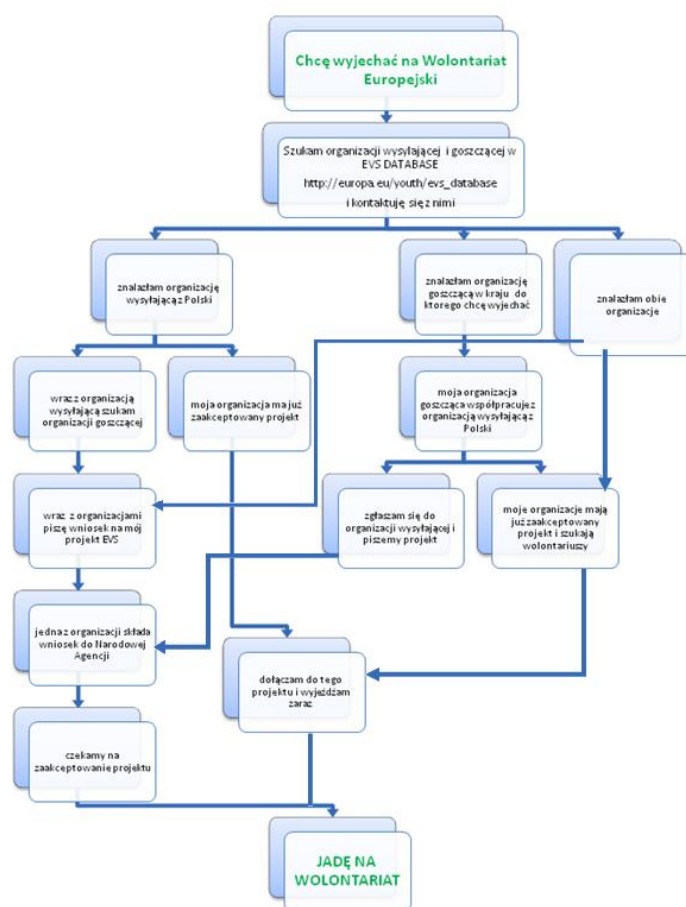 Chcę wyjechać na Wolontariat
Europejski
Szukam organizacji wysyłającej i goszczącej w
EVS DATABASE
http://europa.eu/youth/evs_database
i kontaktuję się z nimi
znalazłam organizację
wysyłającą z Polski
znalazłam organizację
goszczącą w kraju do
ktorego chcę wyjechać
znalazłam obie
organizacje
wraz z organizacją
wysyłającą szukam
organizacji goszczącej
moja organizacja ma już
zaakceptowany projekt
moja organizacja
goszcząca współpracuje z
organizacją wysyłającą z
Polski
wraz z organizacjami
piszę wniosek na mój
projekt EVS
zgłaszam się do
organizacji wysyłającej i
piszemy projekt
moje organizacje mają
już zaakceptowany
projekt i szukają
wolontariuszy
jedna z organizacji składa
wniosek do Narodowej
Agencji
dołączam do tego
projektu i wyjeżdżam
zaraz
czekamy na
zaakceptowanie projektu
JADĘ NA
WOLONTARIAT